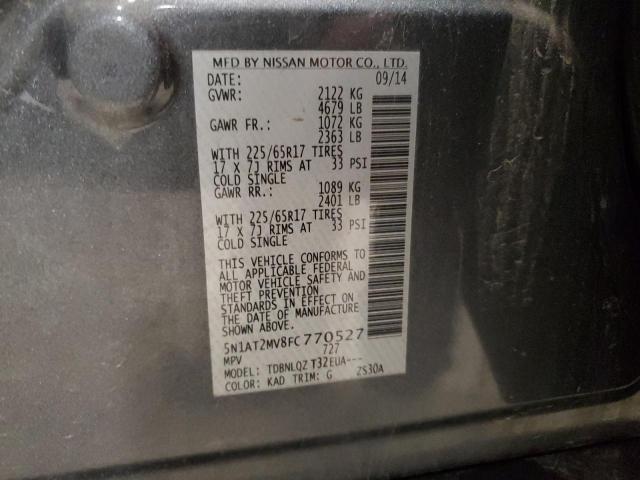 MFD BY NISSAN MOTOR CO., LTD.
DATE: 09/14
GVWR: 2122 KG
4679 LB
GAWR FR.: 1072 KG
2363 LB
WITH 225/65R17 TIRES
17 X 7J RIMS AT 33 PSI
COLD SINGLE
GAWR RR.: 1089 KG
2401 LB
WITH 225/65R17 TIRES
17 X 7J RIMS AT 33 PSI
COLD SINGLE
THIS VEHICLE CONFORMS TO
ALL APPLICABLE FEDERAL
MOTOR VEHICLE SAFETY AND
THEFT PREVENTION
STANDARDS IN EFFECT ON
THE DATE OF MANUFACTURE
SHOWN ABOVE.
5N1AT2MV8FC770527
MPV 727
MODEL: TDBNLQZ T32EUA---
COLOR: KAD TRIM: G ZS30A